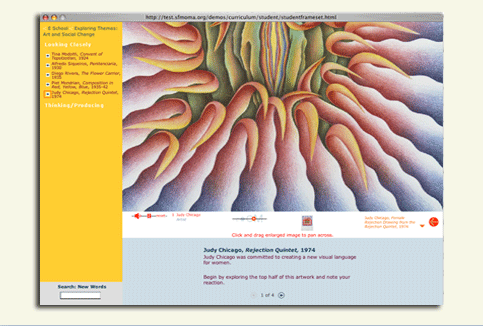 http://test.sfmoma.org/demos/curriculum/student/studentframeset.html
Exploring Themes:
Art and Social Change
Looking Closely
Tina Modotti, Convent of
Tepotzotlan, 1924
Alfredo Siqueiros, Penitenciaria,
1930
Diego Rivera, The Flower Carrier,
1935
Piet Mondrian, Composition in
Red, Yellow, Blue, 1935-42
Judy Chicago, Rejection Quintet,
1974
Thinking/Producing
Judy Chicago
Judy Chicago, Female
Rejection Drawing from the
Rejection Quintet, 1974
Click and drag enlarged image to pan across.
Judy Chicago, Rejection Quintet, 1974
Judy Chicago was committed to creating a new visual language
for women.
Begin by exploring the top half of this artwork and note your
reaction.
Search: New Words
1 of 4